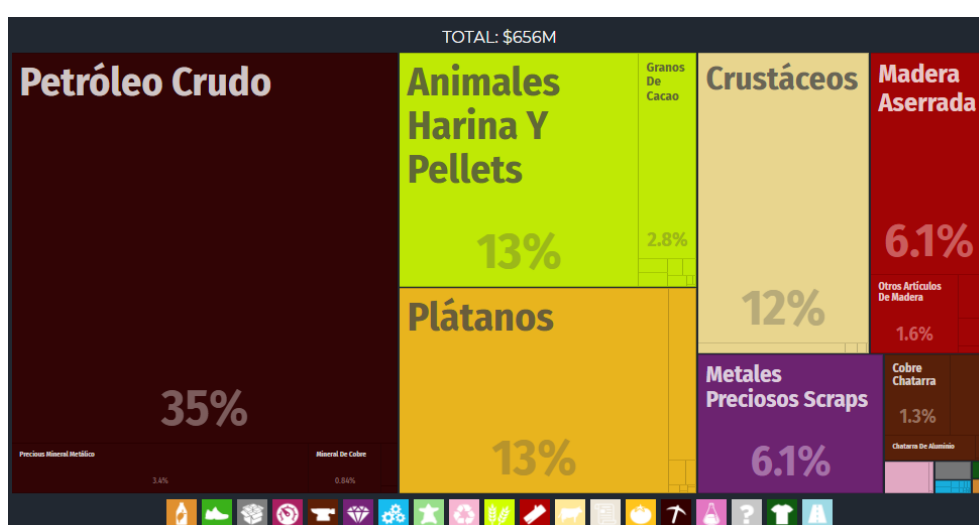 TOTAL: $656M
Petróleo Crudo
35%
Precious Mineral Metálico
3.4%
Mineral De Cobre
0.84%
Animales
Harina Y
Pellets
13%
Granos
De
Cacao
2.8%
Plátanos
13%
Crustáceos
12%
Metales
Preciosos Scraps
6.1%
Madera
Aserrada
6.1%
Otros Artículos
De Madera
1.6%
Cobre
Chatarra
1.3%
Chatarra De Aluminio
?